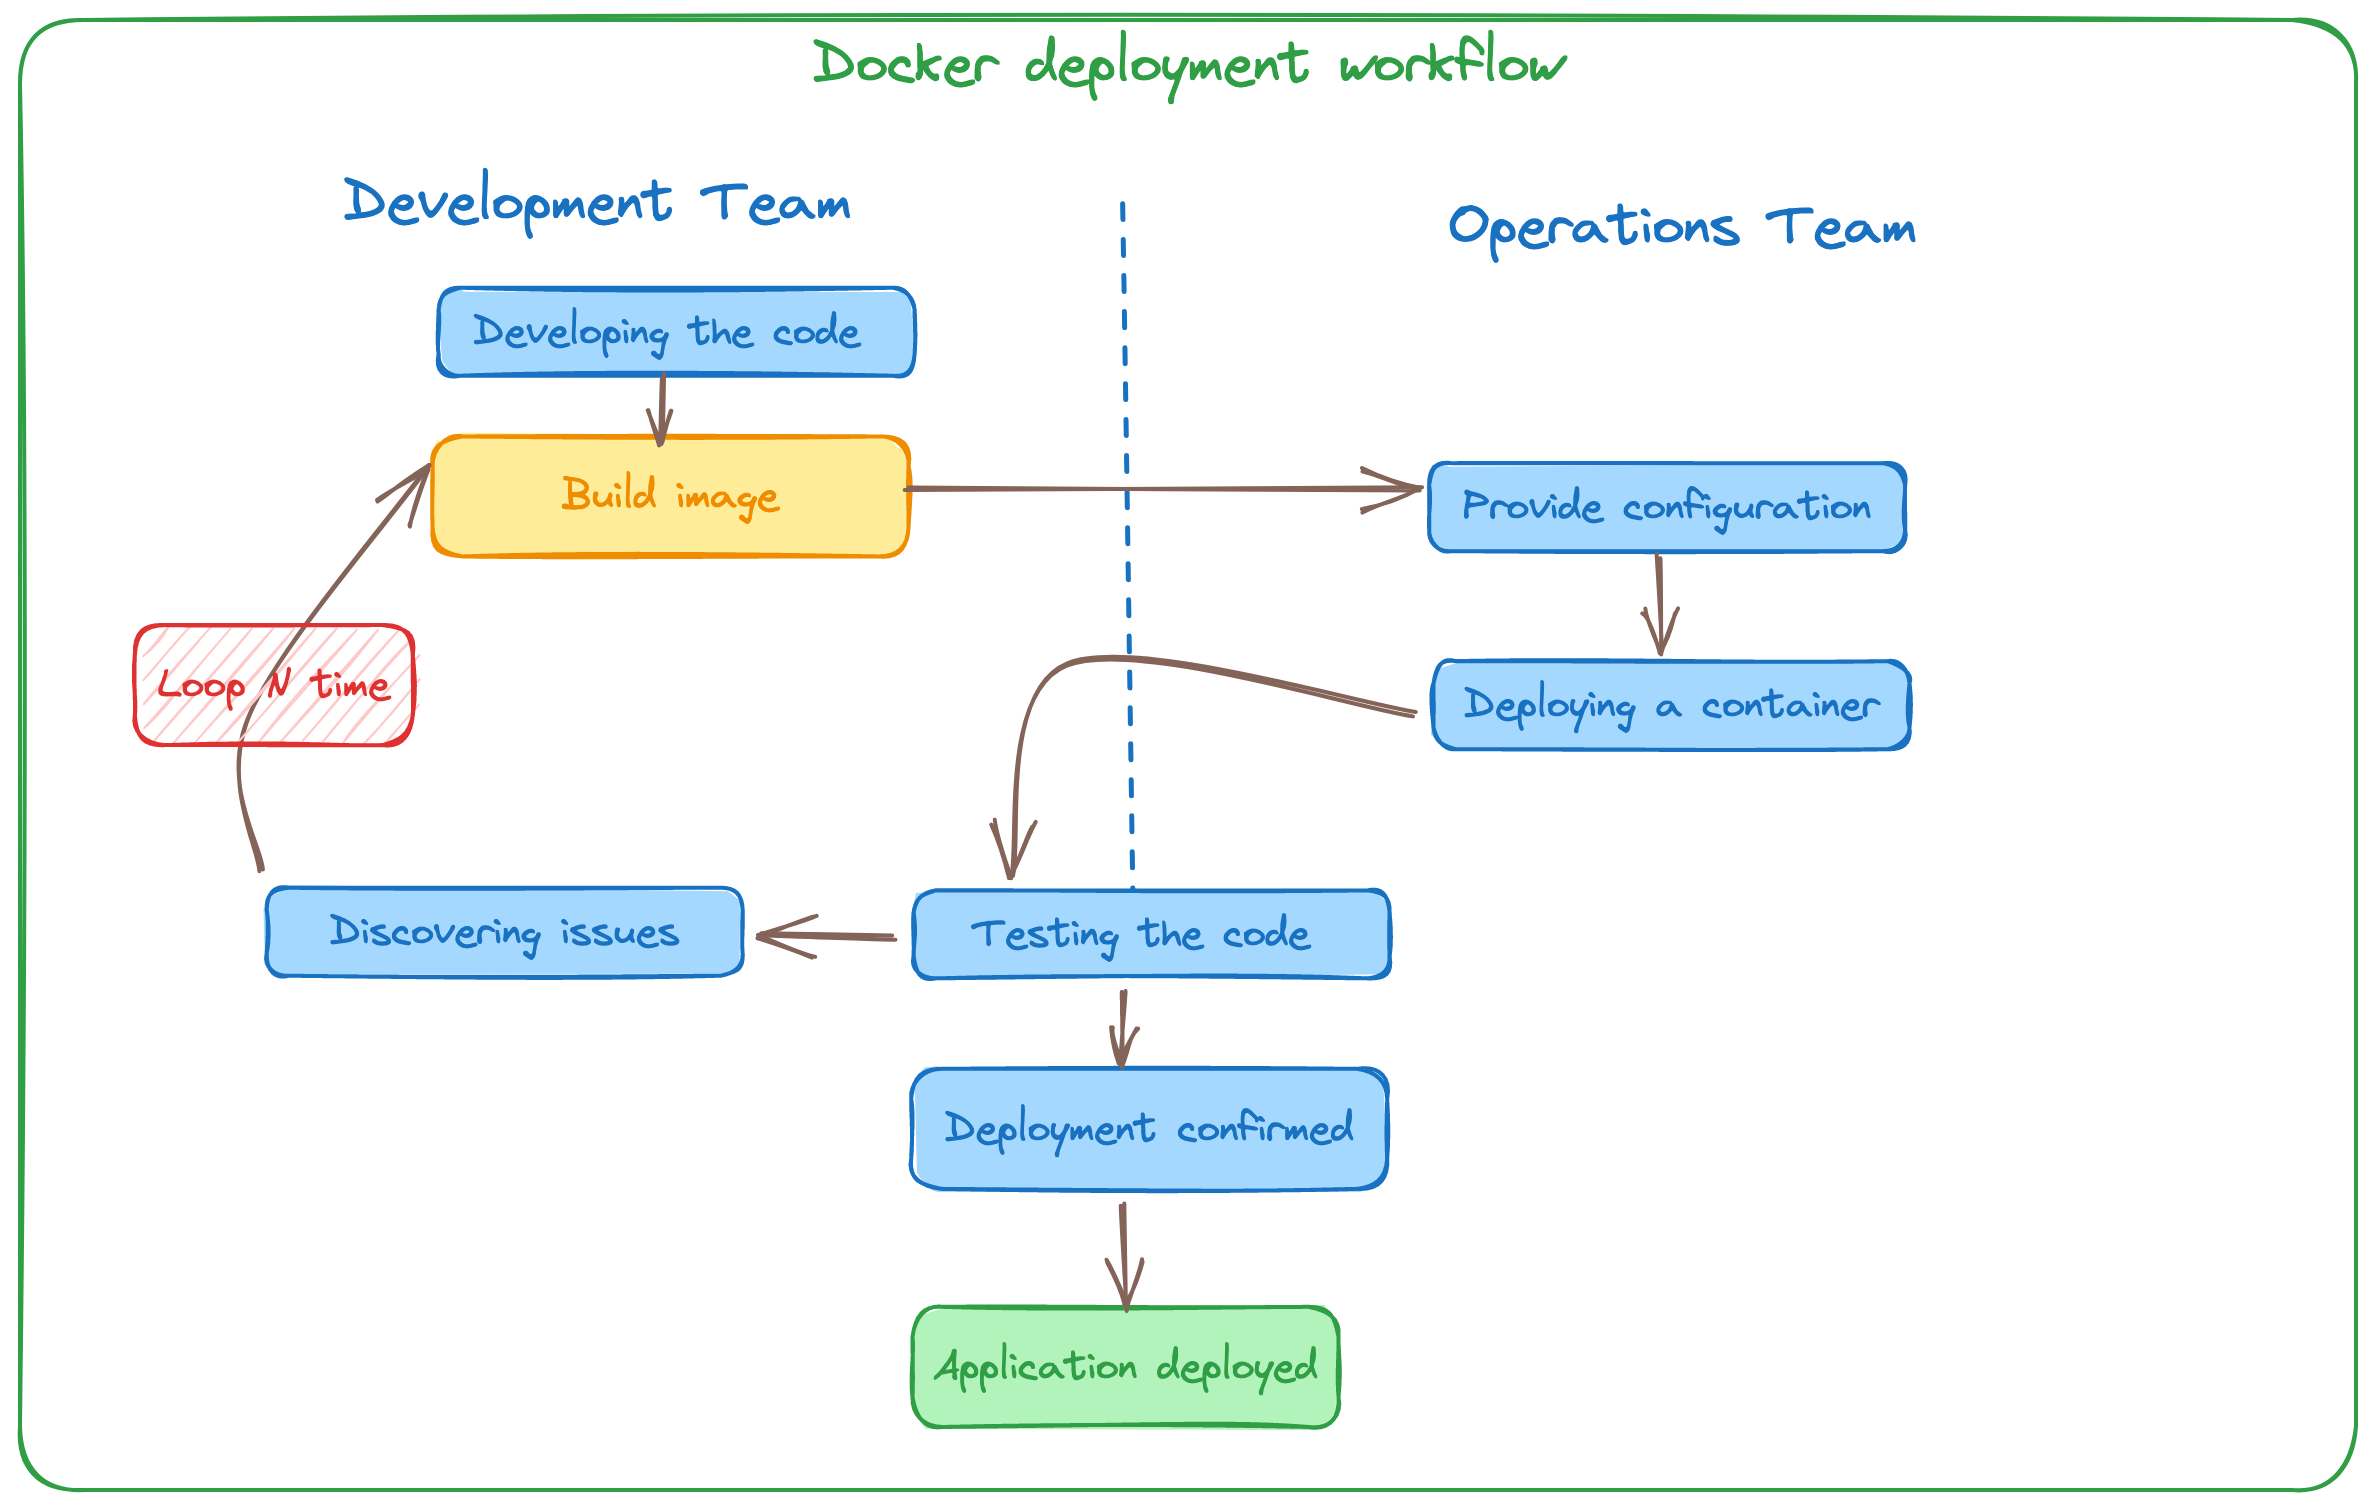 Docker deployment workflow
Development Team
Operations Team
Developing the code
Build image
Provide configuration
Loop N time
Deploying a container
Discovering issues
Testing the code
Deployment confirmed
Application deployed